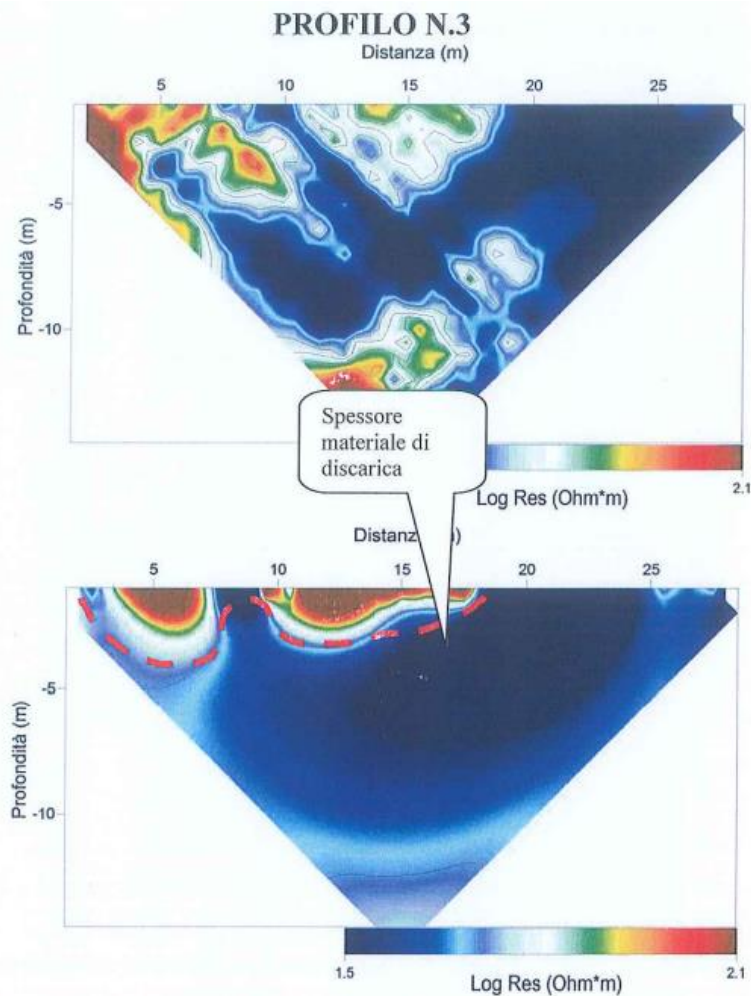 PROFILO N.3
Distanza (m)
5 10 15 20 25
-5
-10
Profondità (m)
Spessore
materiale di
discarica
2.1
Log Res (Ohm*m)
5 10 15 20 25
-5
-10
Profondità (m)
1.5 2.1
Log Res (Ohm*m)